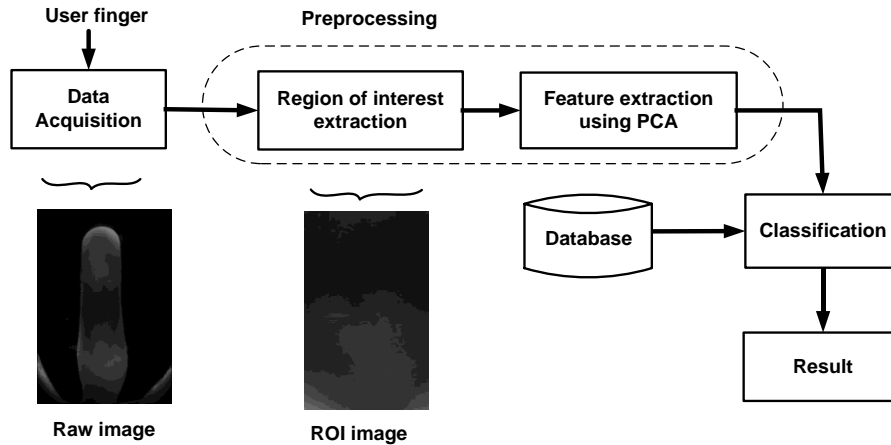 User finger
Preprocessing
Data
Acquisition
Region of interest
extraction
Feature extraction
using PCA
Database
Classification
Result
Raw image
ROI image